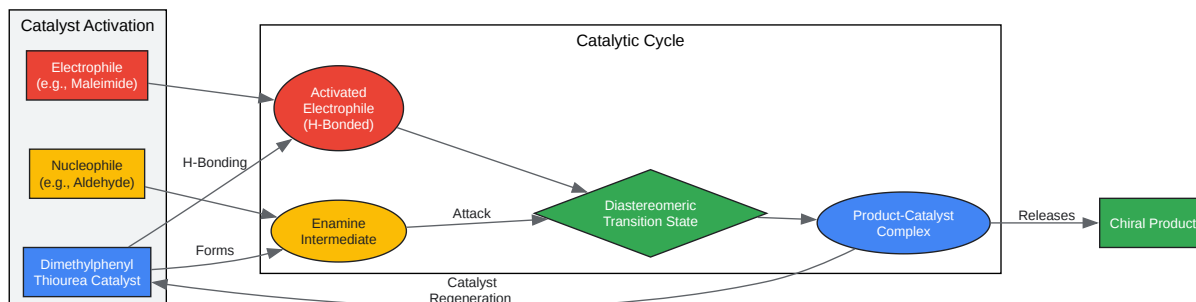 Catalyst Activation
Catalytic Cycle
Electrophile
(e.g., Maleimide)
Activated
Electrophile
(H-Bonded)
Nucleophile
(e.g., Aldehyde)
H-Bonding
Enamine
Intermediate
Attack
Diastereomeric
Transition State
Product-Catalyst
Complex
Releases
Chiral Product
Dimethylphenyl
Thiourea Catalyst
Forms
Catalyst
Regeneration